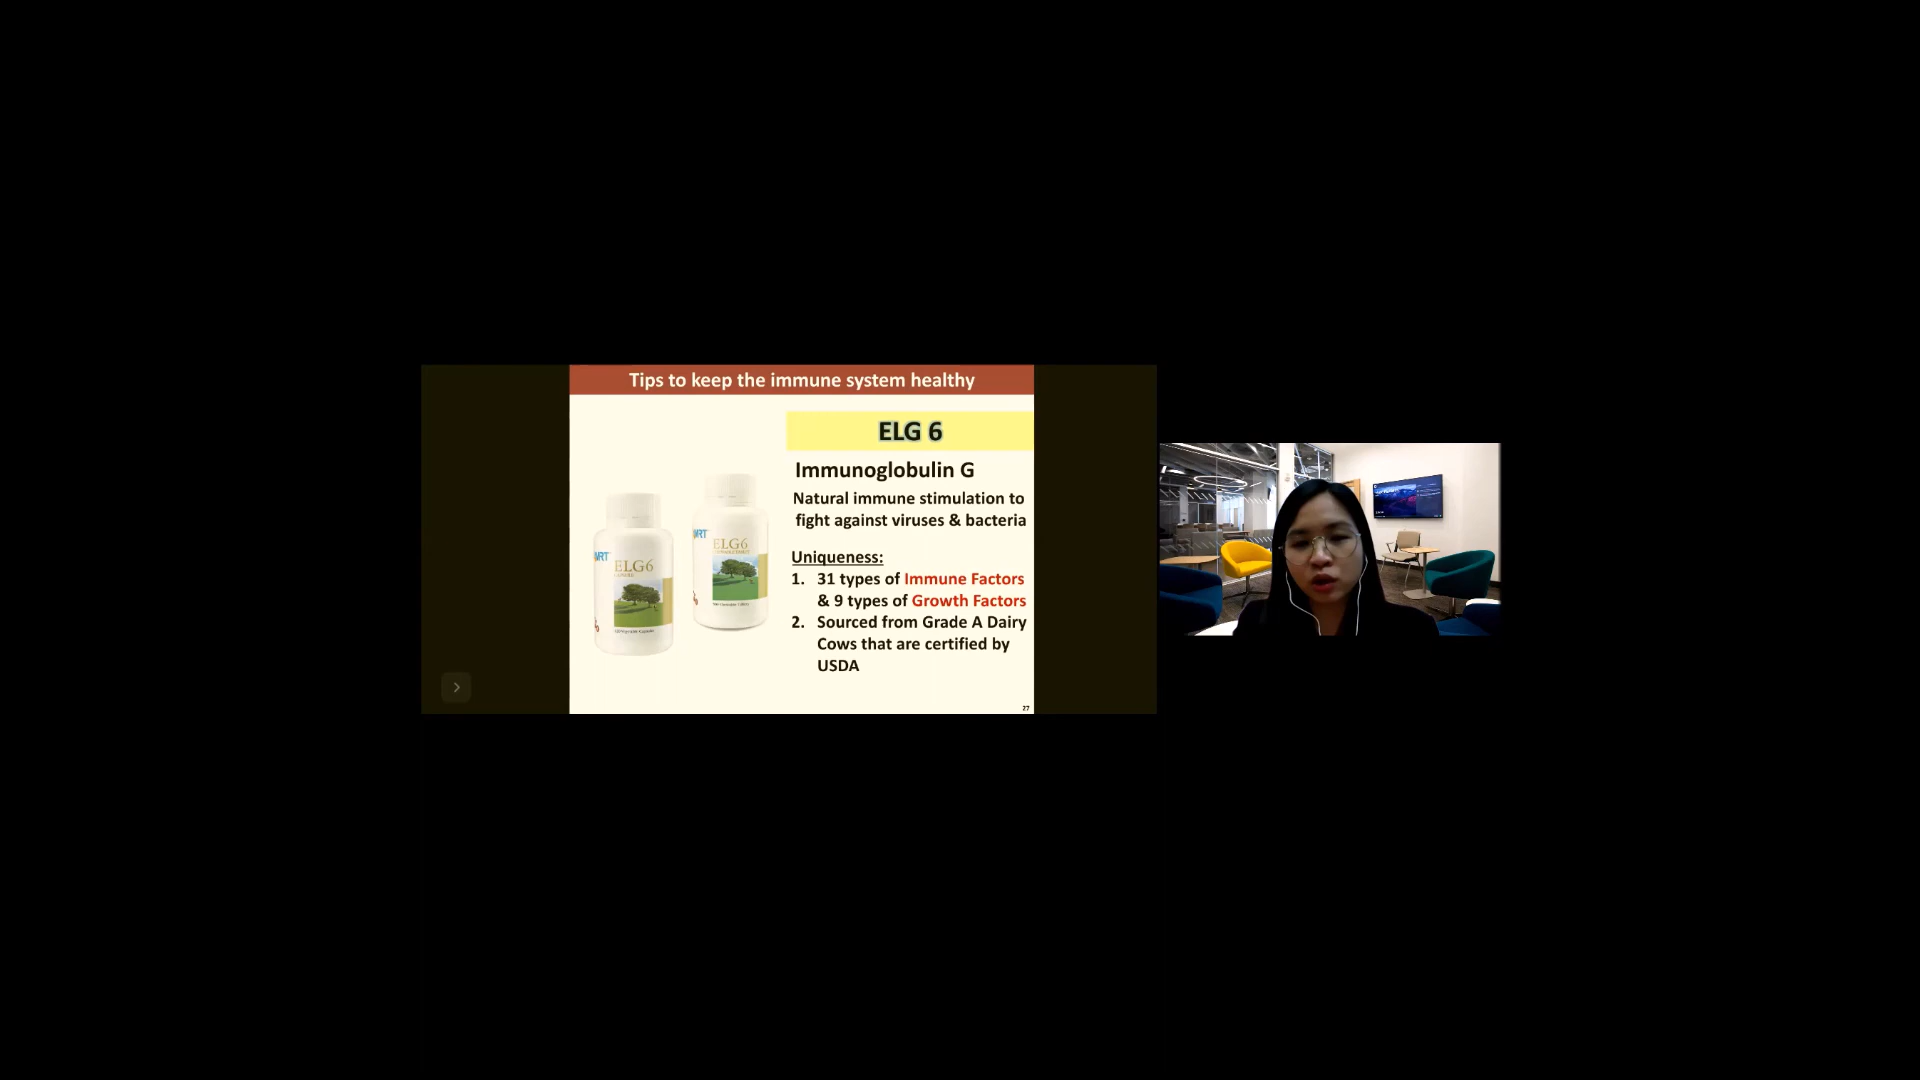 Tips to keep the immune system healthy
ELG 6
Immunoglobulin G
Natural immune stimulation to
fight against viruses & bacteria
Uniqueness:
1. 31 types of Immune Factors
& 9 types of Growth Factors
2. Sourced from Grade A Dairy
Cows that are certified by
USDA
ELG6
ELG6
27